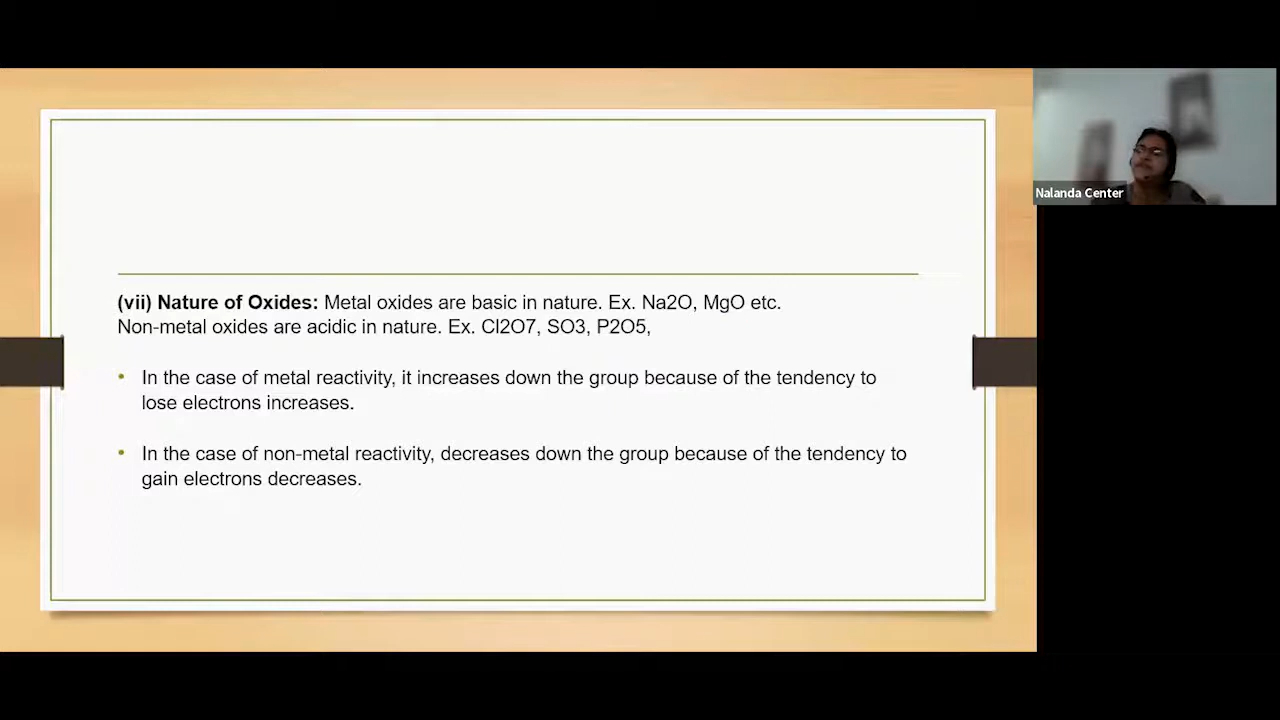 (vii) Nature of Oxides: Metal oxides are basic in nature. Ex. Na2O, MgO etc.
Non-metal oxides are acidic in nature. Ex. Cl2O7, SO3, P2O5,
• In the case of metal reactivity, it increases down the group because of the tendency to
lose electrons increases.
• In the case of non-metal reactivity, decreases down the group because of the tendency to
gain electrons decreases.
Nalanda Center